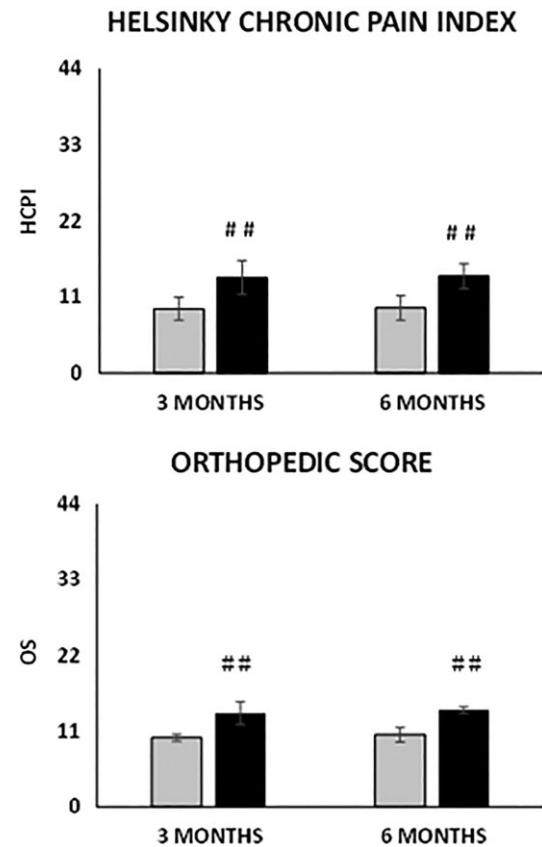 HELSINKY CHRONIC PAIN INDEX
44
33
22
11
0
HCPI
# #
# #
3 MONTHS
6 MONTHS
ORTHOPEDIC SCORE
44
33
22
11
0
OS
##
##
3 MONTHS
6 MONTHS